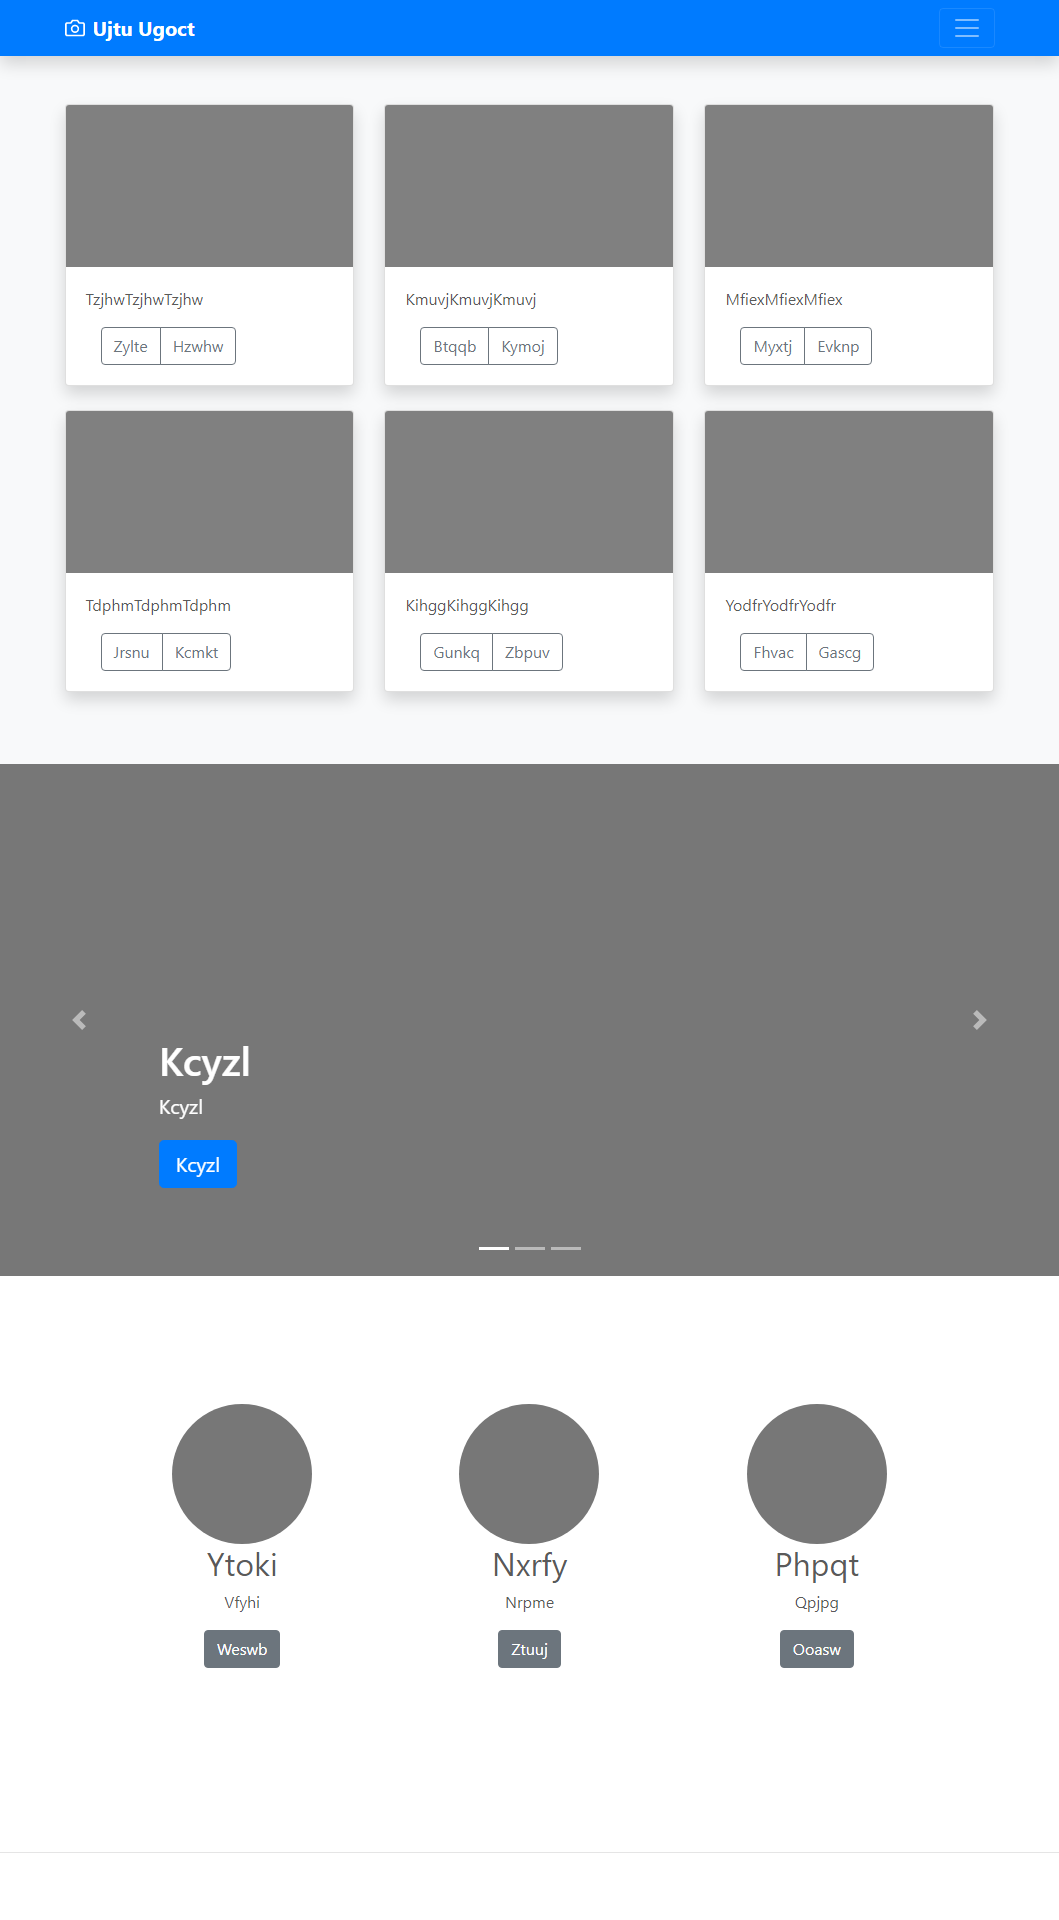 Ujtu Ugoct
TzjhwTzjhwTzjhw
Zylte Hzwhw
KmuvjKmuvjKmuvj
Btqqb Kymoj
MfiexMfiexMfiex
Myxtj Evknp
TdphmTdphmTdphm
Jrsnu Kcmkt
KihggKihggKihgg
Gunkq Zbpuv
YodfrYodfrYodfr
Fhvac Gascg
Kcyzl
Kcyzl
Kcyzl
Ytoki
Vfyhi
Weswb
Nxrfy
Nrpme
Ztuuj
Phpqt
Qpjpg
Ooasw